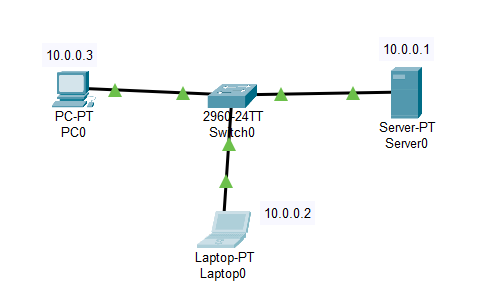 10.0.0.3
10.0.0.1
PC-PT
PC0
2960-24TT
Switch0
Server-PT
Server0
10.0.0.2
Laptop-PT
Laptop0